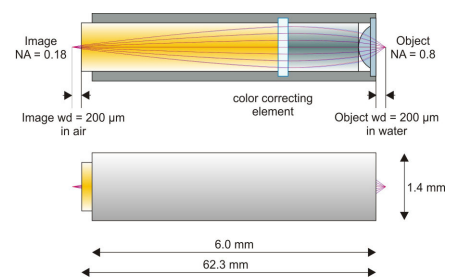 Image
NA = 0.18
Object
NA = 0.8
color correcting
element
Image wd = 200 µm
in air
Object wd = 200 µm
in water
1.4 mm
6.0 mm
62.3 mm